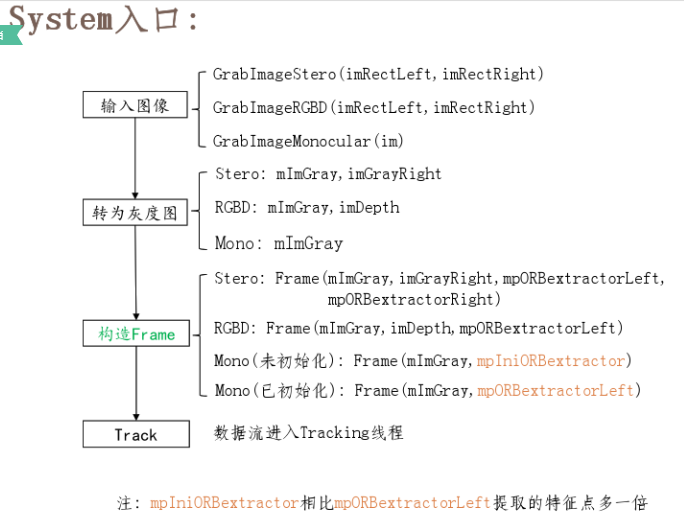 System入口:
输入图像
GrabImageStero(imRectLeft,imRectRight)
GrabImageRGBD(imRectLeft,imRectRight)
GrabImageMonocular(im)
转为灰度图
Stero: mImGray,imGrayRight
RGBD: mImGray,imDepth
Mono: mImGray
构造Frame
Stero: Frame(mImGray,imGrayRight,mpORBextractorLeft,
mpORBextractorRight)
RGBD: Frame(mImGray,imDepth,mpORBextractorLeft)
Mono(未初始化): Frame(mImGray,mpIniORBextractor)
Mono(已初始化): Frame(mImGray,mpORBextractorLeft)
Track
数据流进入Tracking线程
注: mpIniORBextractor相比mpORBextractorLeft提取的特征点多一倍